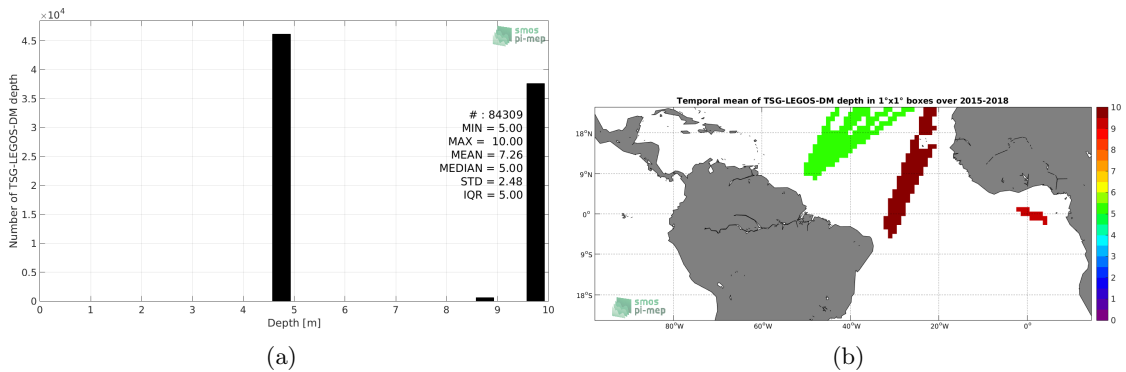 ×10⁴
4.5
4
3.5
3
2.5
2
1.5
1
0.5
0
Number of TSG-LEGOS-DM depth
smos
pi-mep
# : 84309
MIN = 5.00
MAX = 10.00
MEAN = 7.26
MEDIAN = 5.00
STD = 2.48
IQR = 5.00
0 1 2 3 4 5 6 7 8 9 10
Depth [m]
(a)
Temporal mean of TSG-LEGOS-DM depth in 1°x1° boxes over 2015-2018
18°N
9°N
0°
9°S
18°S
smos
pi-mep
80°W 60°W 40°W 20°W 0°
10
9
8
7
6
5
4
3
2
1
0
(b)